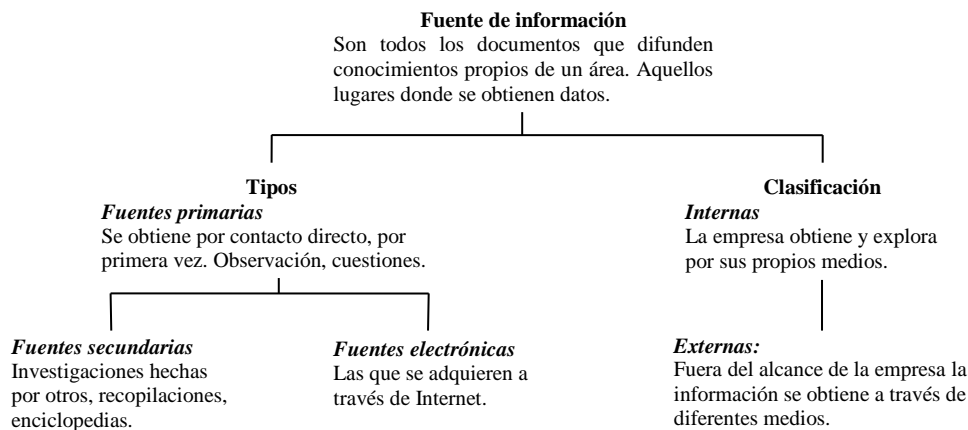 Fuente de información
Son todos los documentos que difunden
conocimientos propios de un área. Aquellos
lugares donde se obtienen datos.
Tipos
Fuentes primarias
Se obtiene por contacto directo, por
primera vez. Observación, cuestiones.
Fuentes secundarias
Investigaciones hechas
por otros, recopilaciones,
enciclopedias.
Fuentes electrónicas
Las que se adquieren a
través de Internet.
Clasificación
Internas
La empresa obtiene y explora
por sus propios medios.
Externas:
Fuera del alcance de la empresa la
información se obtiene a través de
diferentes medios.